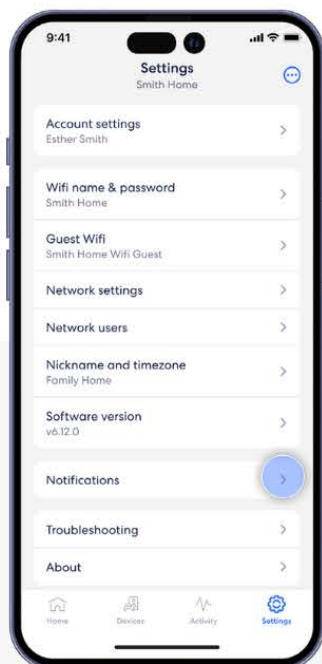 9:41
Settings
Smith Home
Account settings
Esther Smith
Wifi name & password
Smith Home
Guest Wifi
Smith Home Wifi Guest
Network settings
Network users
Nickname and timezone
Family Home
Software version
v6.12.0
Notifications
Troubleshooting
About
Home Devices Activity Settings